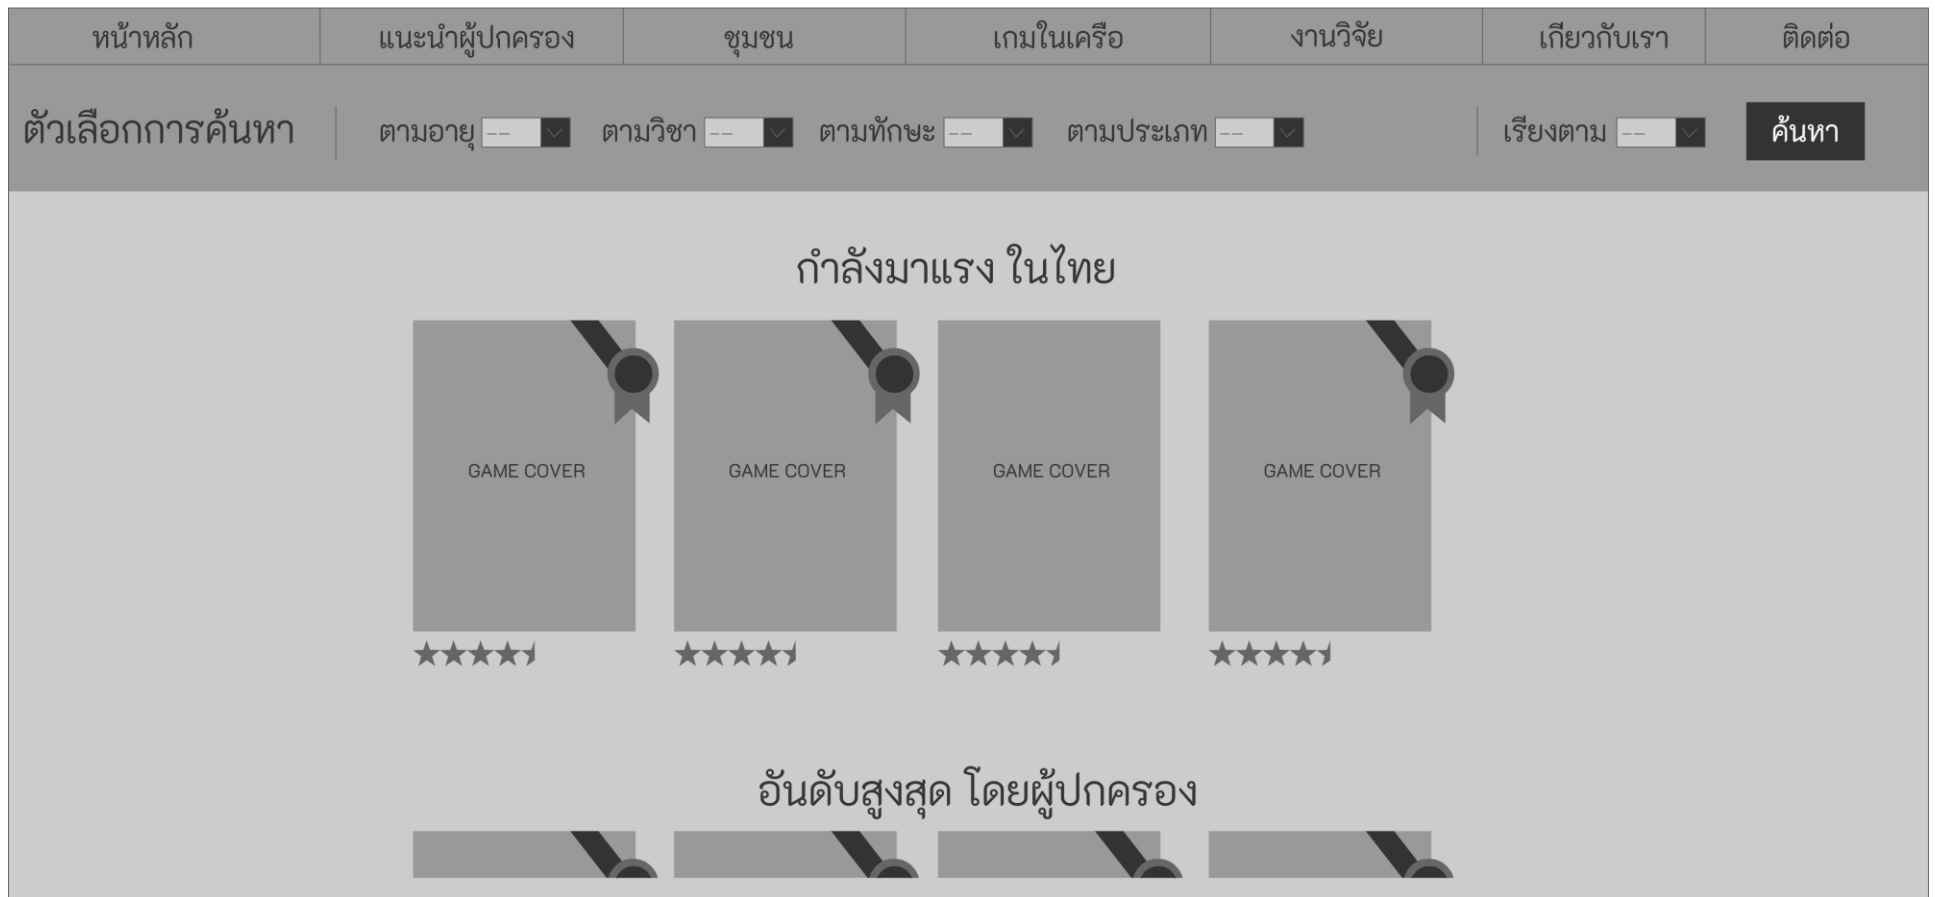 หน้าหลัก แนะนำผู้ปกครอง ชุมชน เกมในเครือ งานวิจัย เกียวกับเรา ติดต่อ
ตัวเลือกการค้นหา ตามอายุ -- ตามวิชา -- ตามทักษะ -- ตามประเภท -- เรียงตาม -- ค้นหา
กำลังมาแรง ในไทย
GAME COVER GAME COVER GAME COVER GAME COVER
อันดับสูงสุด โดยผู้ปกครอง